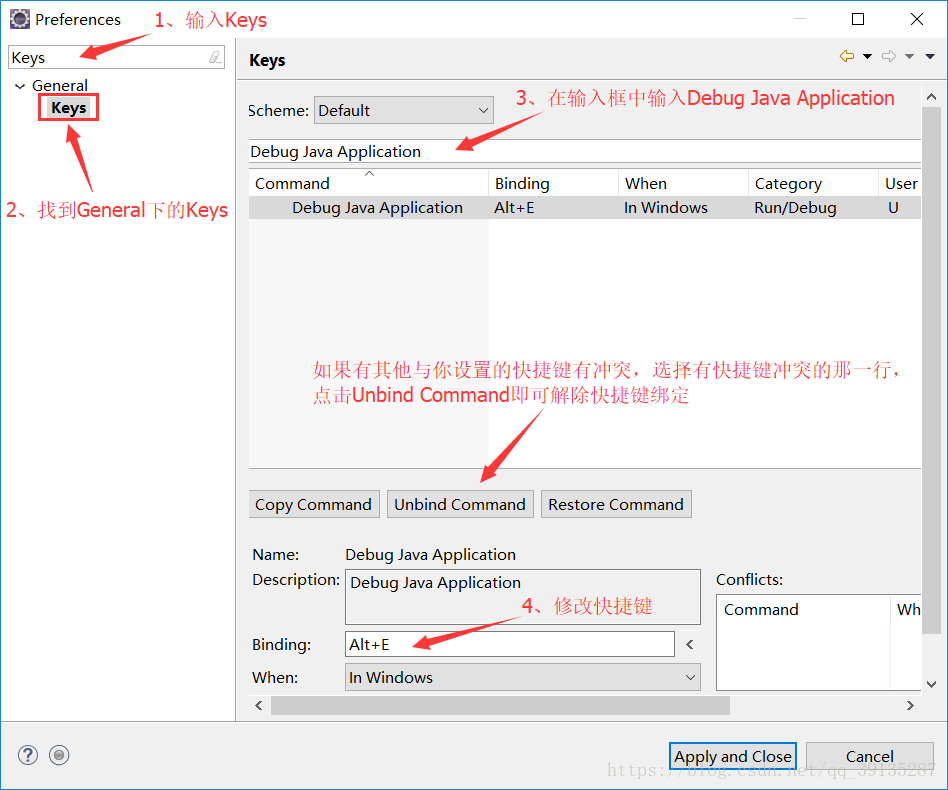 Preferences
1、输入Keys
Keys
General
Keys
2、找到General下的Keys
Keys
Scheme: Default
3、在输入框中输入Debug Java Application
Debug Java Application
Command Binding When Category User
Debug Java Application Alt+E In Windows Run/Debug U
如果有其他与你设置的快捷键有冲突，选择有快捷键冲突的那一行，
点击Unbind Command即可解除快捷键绑定
Copy Command Unbind Command Restore Command
Name: Debug Java Application
Description: Debug Java Application
Conflicts:
Command Wh
4、修改快捷键
Binding: Alt+E <
When: In Windows
?
Apply and Close Cancel
https://blog.csdn.net/qq_39135287